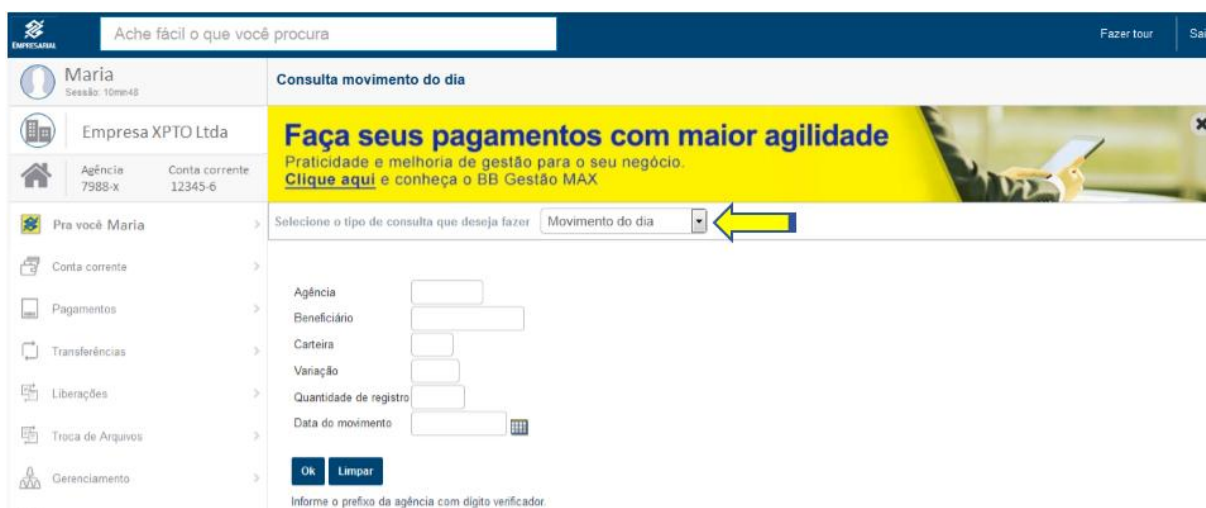 EMPRESARIAL
Ache fácil o que você procura
Fazer tour
Sai
Maria
Sessão: 10mn48
Consulta movimento do dia
Empresa XPTO Ltda
Agência Conta corrente
7988-x 12345-6
Faça seus pagamentos com maior agilidade
Praticidade e melhoria de gestão para o seu negócio.
Clique aqui e conheça o BB Gestão MAX
Pra você Maria
Conta corrente
Pagamentos
Transferências
Liberações
Troca de Arquivos
Gerenciamento
Selecione o tipo de consulta que deseja fazer Movimento do dia
Agência
Beneficiário
Carteira
Variação
Quantidade de registro
Data do movimento
Ok Limpar
Informe o prefixo da agência com dígito verificador.